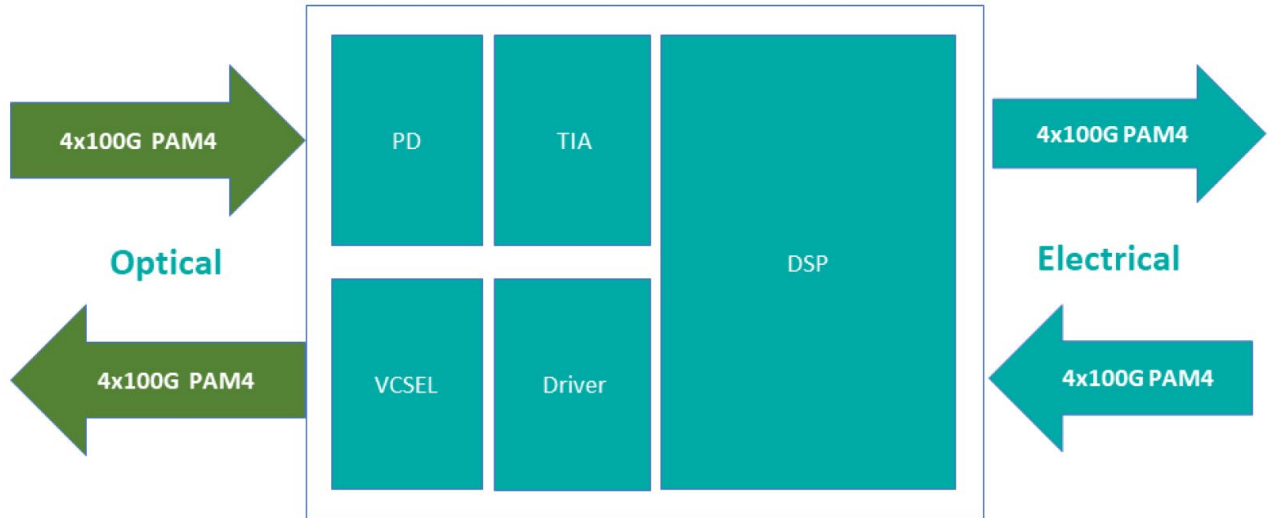 4x100G PAM4
PD
TIA
4x100G PAM4
Optical
DSP
Electrical
4x100G PAM4
VCSEL
Driver
4x100G PAM4